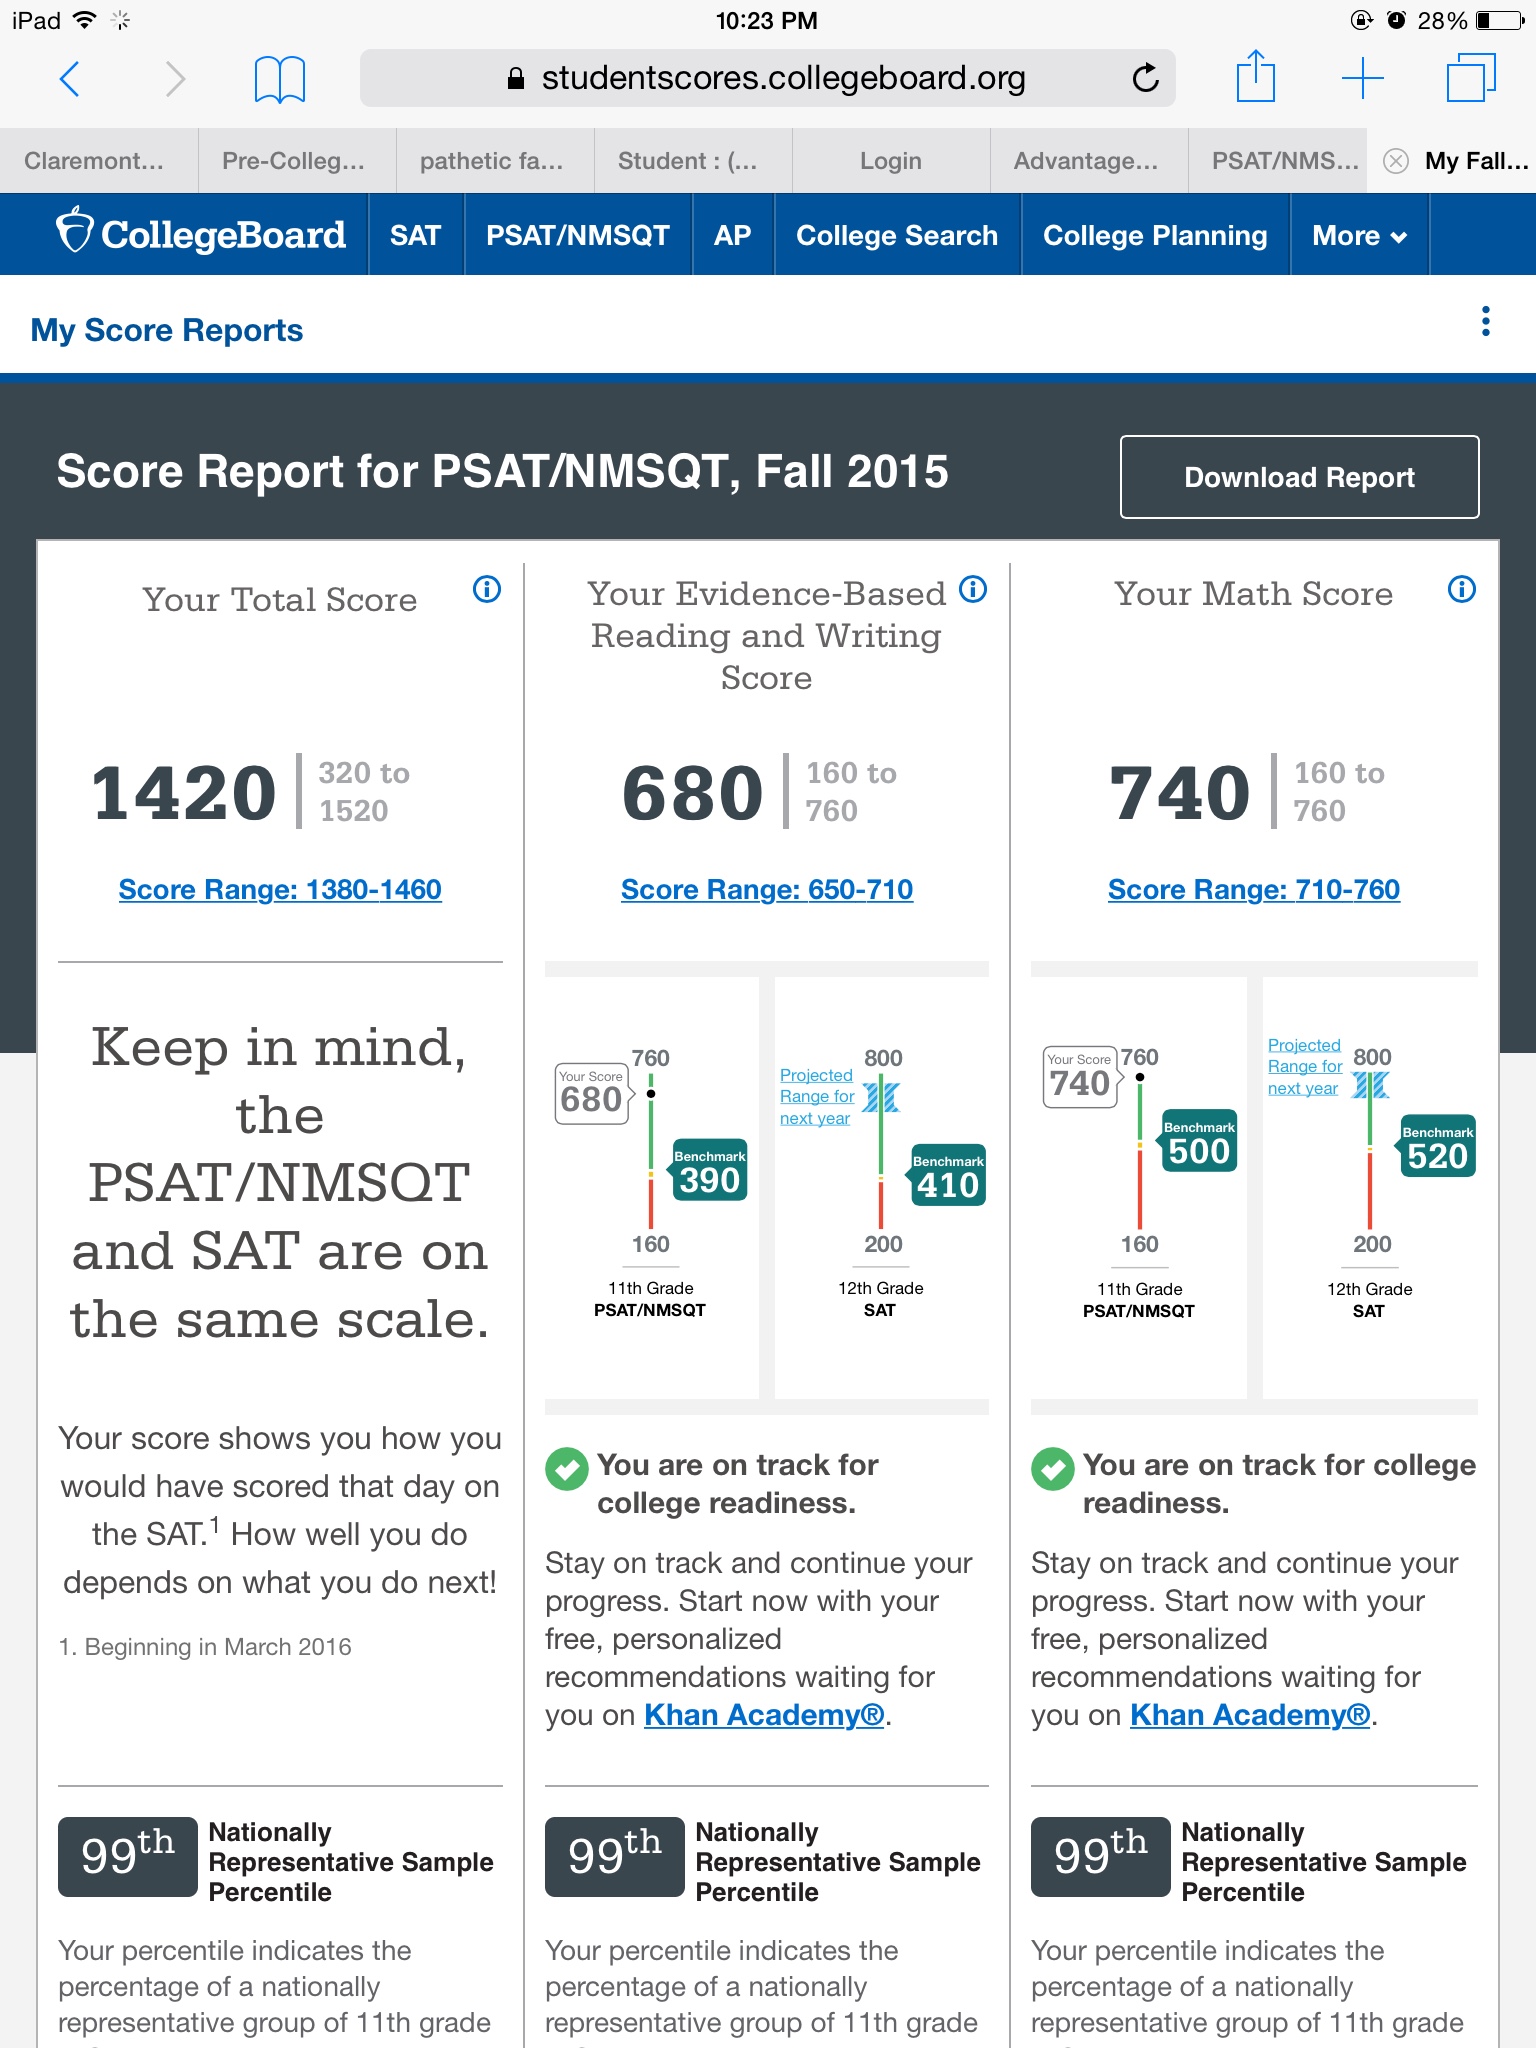 iPad 10:23 PM 28%
studentscores.collegeboard.org
Claremont... Pre-Colleg... pathetic fa... Student : (... Login Advantage... PSAT/NMS... My Fall...
CollegeBoard SAT PSAT/NMSQT AP College Search College Planning More
My Score Reports
Score Report for PSAT/NMSQT, Fall 2015
Download Report
Your Total Score
1420
320 to
1520
Score Range: 1380-1460
Keep in mind,
the
PSAT/NMSQT
and SAT are on
the same scale.
Your score shows you how you
would have scored that day on
the SAT.1 How well you do
depends on what you do next!
1. Beginning in March 2016
99th
Nationally
Representative Sample
Percentile
Your percentile indicates the
percentage of a nationally
representative group of 11th grade
Your Evidence-Based
Reading and Writing
Score
680
160 to
760
Score Range: 650-710
760
Your Score
680
Benchmark
390
160
11th Grade
PSAT/NMSQT
800
Projected
Range for
next year
Benchmark
410
200
12th Grade
SAT
You are on track for
college readiness.
Stay on track and continue your
progress. Start now with your
free, personalized
recommendations waiting for
you on Khan Academy®.
99th
Nationally
Representative Sample
Percentile
Your percentile indicates the
percentage of a nationally
representative group of 11th grade
Your Math Score
740
160 to
760
Score Range: 710-760
760
Your Score
740
Benchmark
500
160
11th Grade
PSAT/NMSQT
800
Projected
Range for
next year
Benchmark
520
200
12th Grade
SAT
You are on track for college
readiness.
Stay on track and continue your
progress. Start now with your
free, personalized
recommendations waiting for
you on Khan Academy®.
99th
Nationally
Representative Sample
Percentile
Your percentile indicates the
percentage of a nationally
representative group of 11th grade